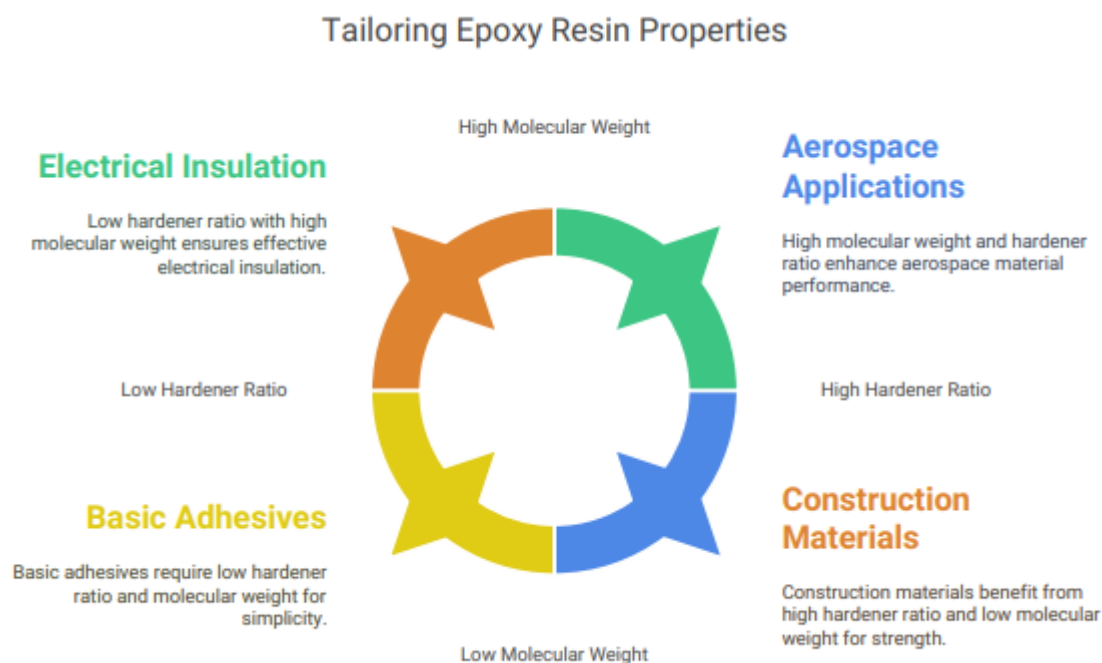 Tailoring Epoxy Resin Properties
High Molecular Weight
Electrical Insulation
Low hardener ratio with high
molecular weight ensures effective
electrical insulation.
Aerospace
Applications
High molecular weight and hardener
ratio enhance aerospace material
performance.
Low Hardener Ratio
High Hardener Ratio
Basic Adhesives
Basic adhesives require low hardener
ratio and molecular weight for
simplicity.
Construction
Materials
Construction materials benefit from
high hardener ratio and low molecular
weight for strength.
Low Molecular Weight